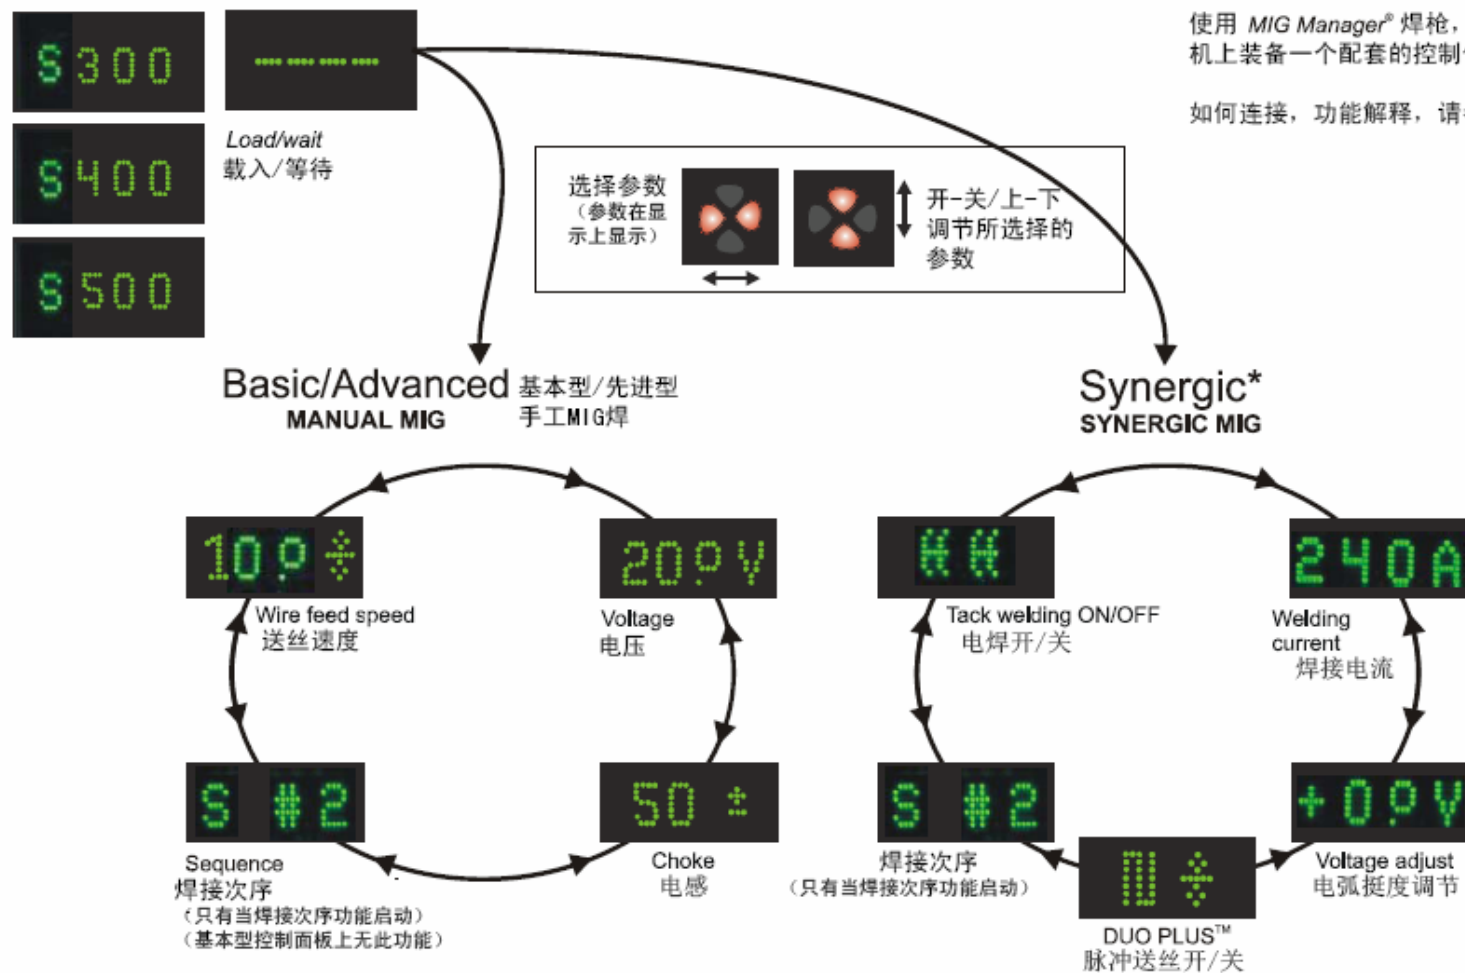 S300
S400
S500
----
Load/wait
载入/等待
使用 MIG Manager® 焊枪，
机上装备一个配套的控制
如何连接，功能解释，请
选择参数
（参数在显
示上显示）
开-关/上-下
调节所选择的
参数
Basic/Advanced
MANUAL MIG
基本型/先进型
手工MIG焊
Synergic*
SYNERGIC MIG
Wire feed speed
送丝速度
20.0V
Voltage
电压
S #2
Sequence
焊接次序
（只有当焊接次序功能启动）
（基本型控制面板上无此功能）
50 ±
Choke
电感
Tack welding ON/OFF
电焊开/关
240A
Welding
current
焊接电流
S #2
焊接次序
（只有当焊接次序功能启动）
+0.0V
Voltage adjust
电弧挺度调节
DUO PLUS™
脉冲送丝开/关